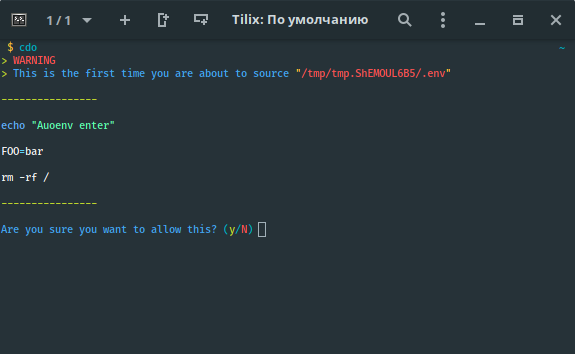 1 / 1
Tilix: По умолчанию
$ cdo
~
> WARNING
> This is the first time you are about to source "/tmp/tmp.ShEMOUL6B5/.env"
----------------
echo "Auoenv enter"
FOO=bar
rm -rf /
----------------
Are you sure you want to allow this? (y/N)